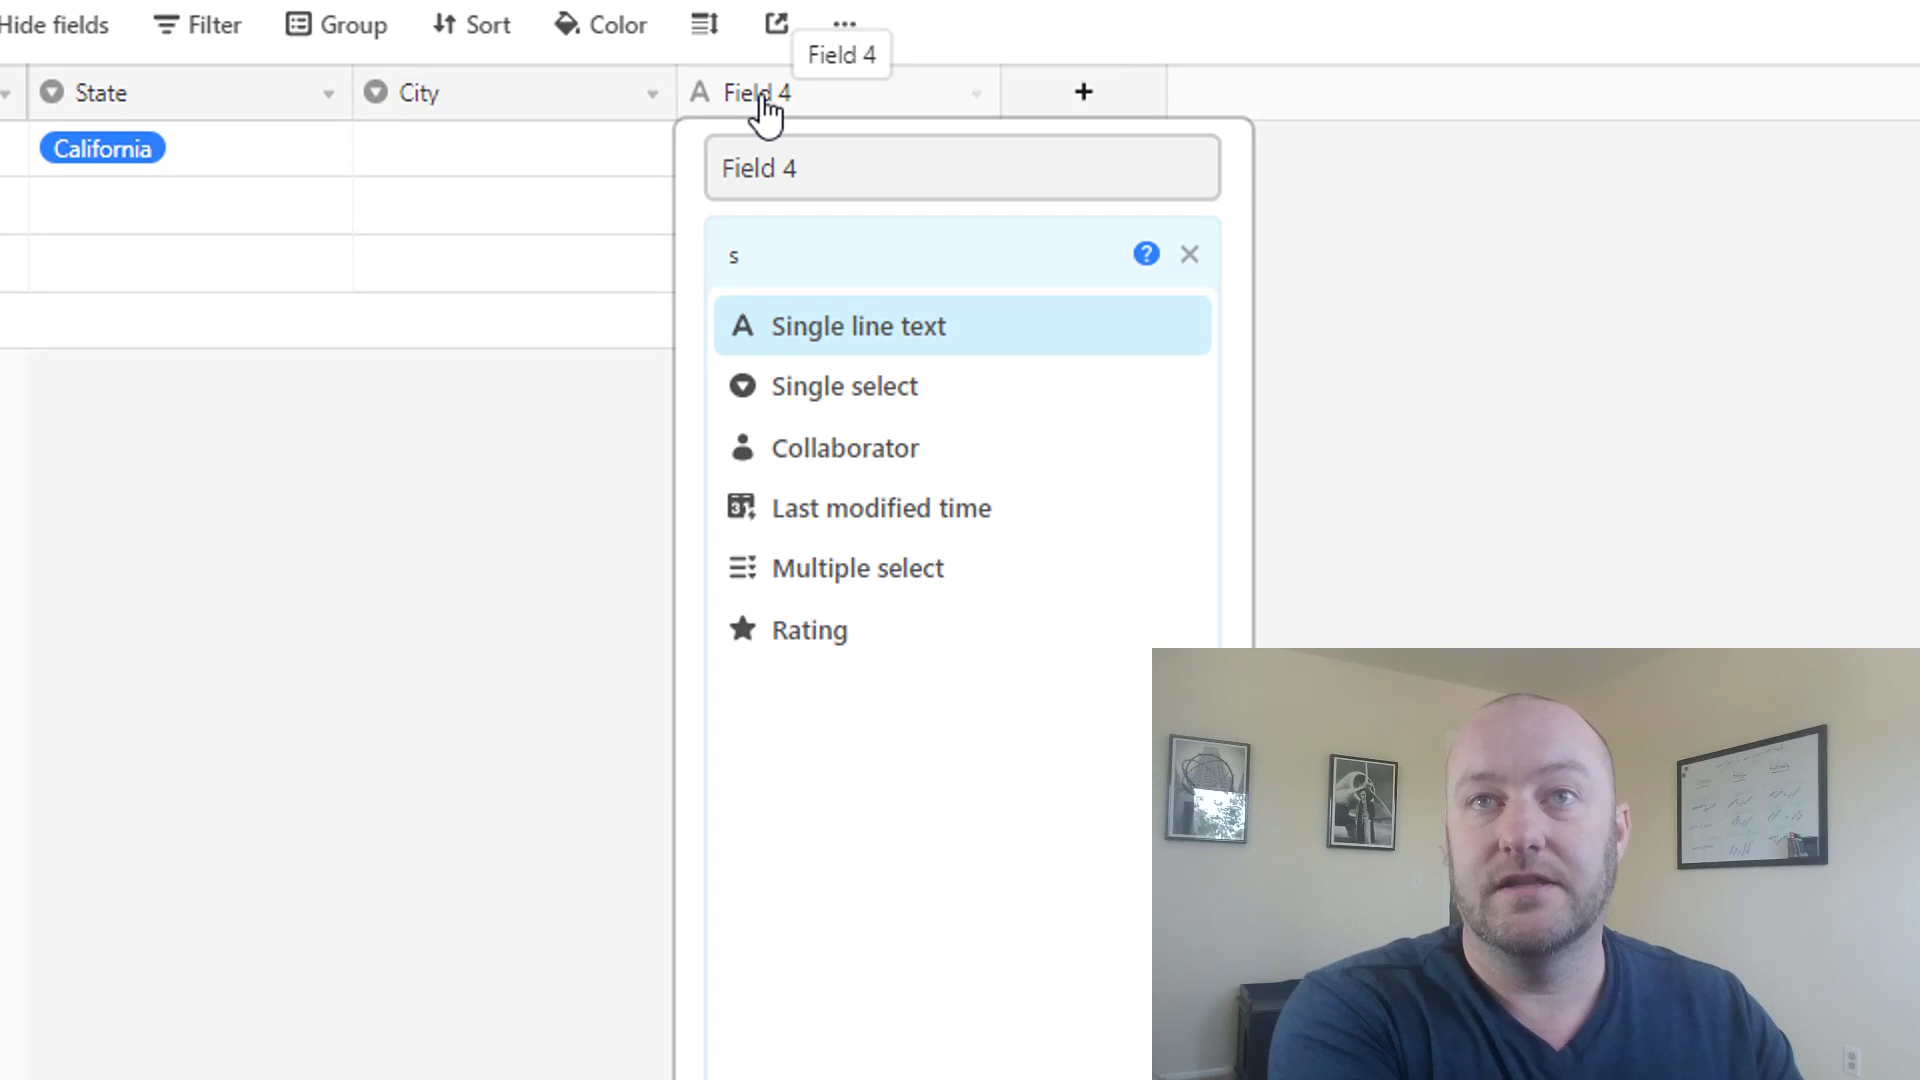 Hide fields Filter Group Sort Color ...
Field 4
State City Field 4 +
California
Field 4
s ?
Single line text
Single select
Collaborator
Last modified time
Multiple select
Rating